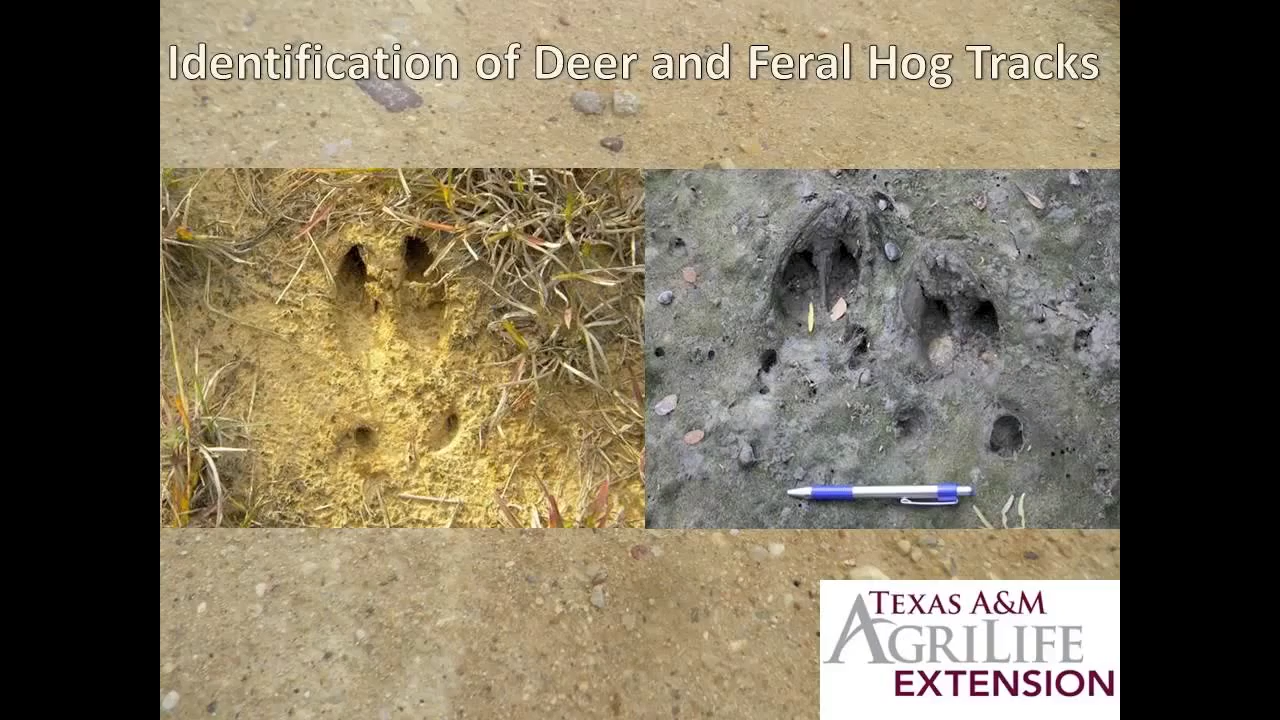 Identification of Deer and Feral Hog Tracks
TEXAS A&M
AGRILIFE
EXTENSION